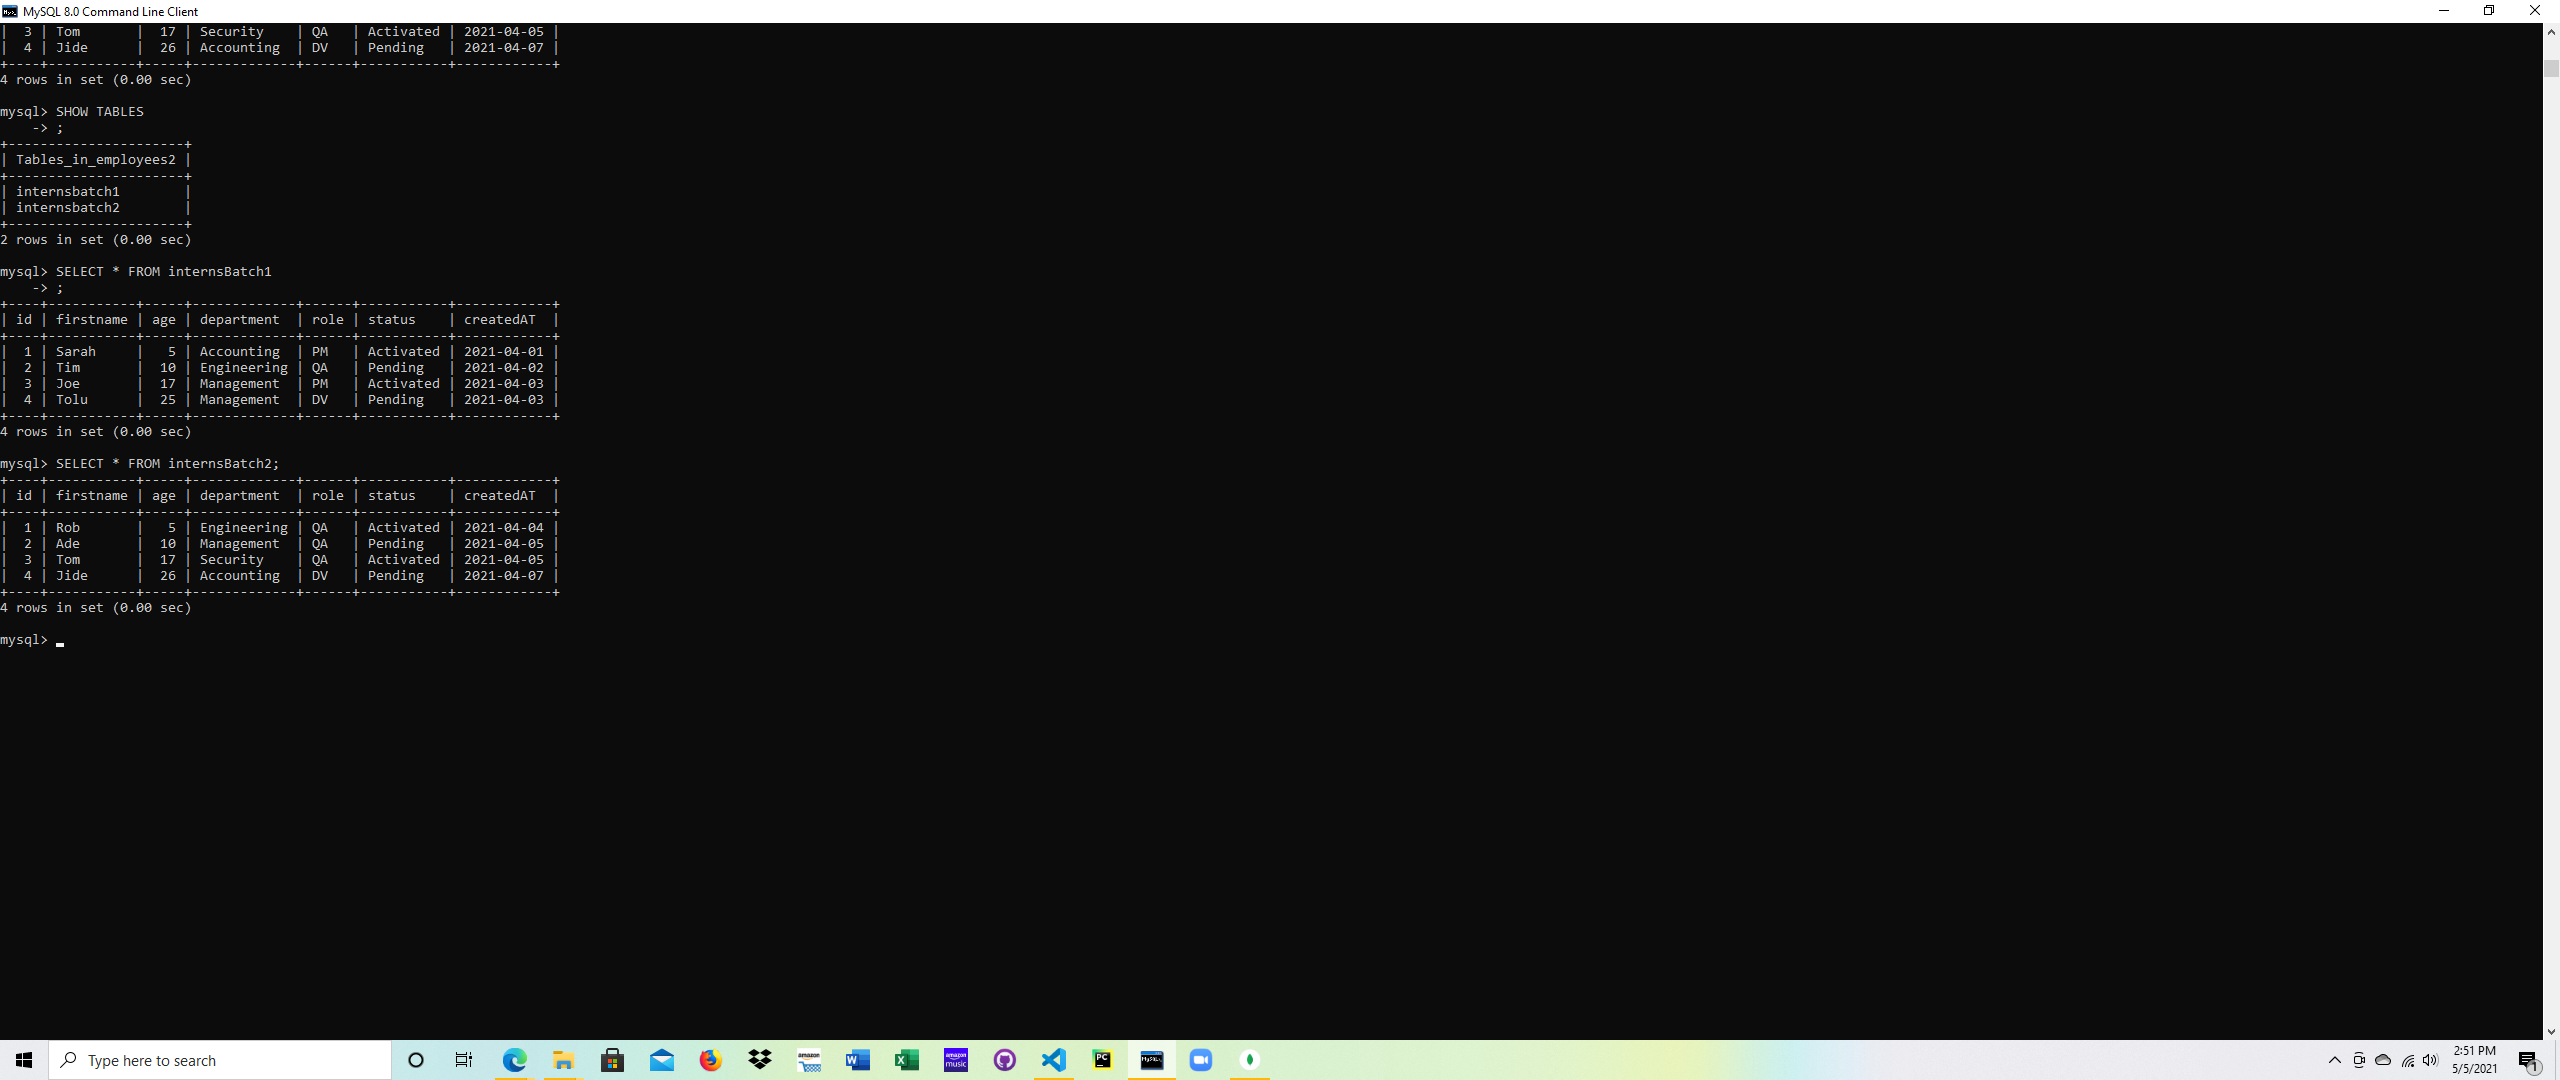 MySQL 8.0 Command Line Client
|  3 | Tom       |  17 | Security    | QA   | Activated | 2021-04-05 |
|  4 | Jide      |  26 | Accounting  | DV   | Pending   | 2021-04-07 |
+----+-----------+-----+-------------+------+-----------+------------+
4 rows in set (0.00 sec)
mysql> SHOW TABLES
    -> ;
+----------------------+
| Tables_in_employees2 |
+----------------------+
| internsbatch1        |
| internsbatch2        |
+----------------------+
2 rows in set (0.00 sec)
mysql> SELECT * FROM internsBatch1
    -> ;
+----+-----------+-----+-------------+------+-----------+------------+
| id | firstname | age | department  | role | status    | createdAT  |
+----+-----------+-----+-------------+------+-----------+------------+
|  1 | Sarah     |   5 | Accounting  | PM   | Activated | 2021-04-01 |
|  2 | Tim       |  10 | Engineering | QA   | Pending   | 2021-04-02 |
|  3 | Joe       |  17 | Management  | PM   | Activated | 2021-04-03 |
|  4 | Tolu      |  25 | Management  | DV   | Pending   | 2021-04-03 |
+----+-----------+-----+-------------+------+-----------+------------+
4 rows in set (0.00 sec)
mysql> SELECT * FROM internsBatch2;
+----+-----------+-----+-------------+------+-----------+------------+
| id | firstname | age | department  | role | status    | createdAT  |
+----+-----------+-----+-------------+------+-----------+------------+
|  1 | Rob       |   5 | Engineering | QA   | Activated | 2021-04-04 |
|  2 | Ade       |  10 | Management  | QA   | Pending   | 2021-04-05 |
|  3 | Tom       |  17 | Security    | QA   | Activated | 2021-04-05 |
|  4 | Jide      |  26 | Accounting  | DV   | Pending   | 2021-04-07 |
+----+-----------+-----+-------------+------+-----------+------------+
4 rows in set (0.00 sec)
mysql>
Type here to search
amazon
W
X
amazon music
PC
MySQL
2:51 PM
5/5/2021
1